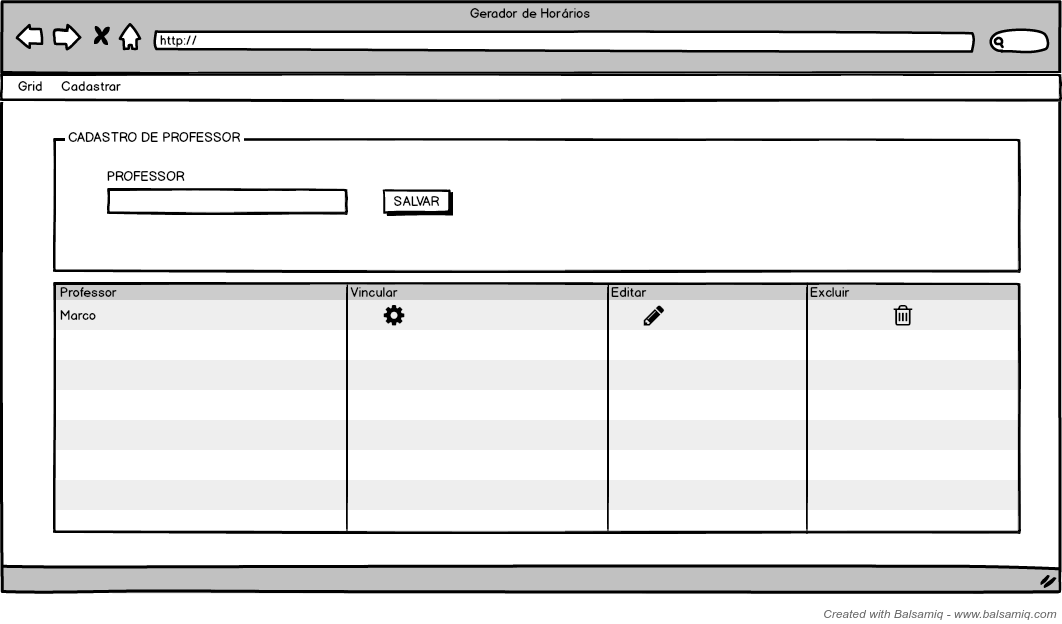 Gerador de Horários
http://
Grid Cadastrar
CADASTRO DE PROFESSOR
PROFESSOR
SALVAR
Professor Vincular Editar Excluir
Marco
Created with Balsamiq - www.balsamiq.com